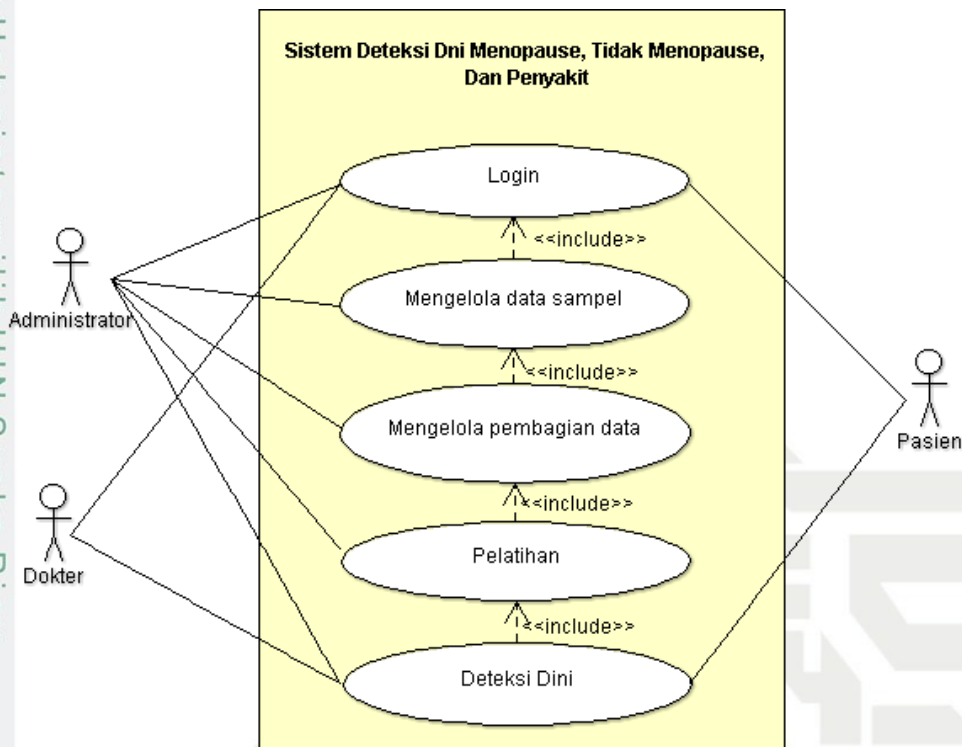 Sistem Deteksi Dni Menopause, Tidak Menopause,
Dan Penyakit
Login
<<include>>
Mengelola data sampel
Administrator
<<include>>
Mengelola pembagian data
Pasien
<<include>>
Pelatihan
Dokter
<<include>>
Deteksi Dini